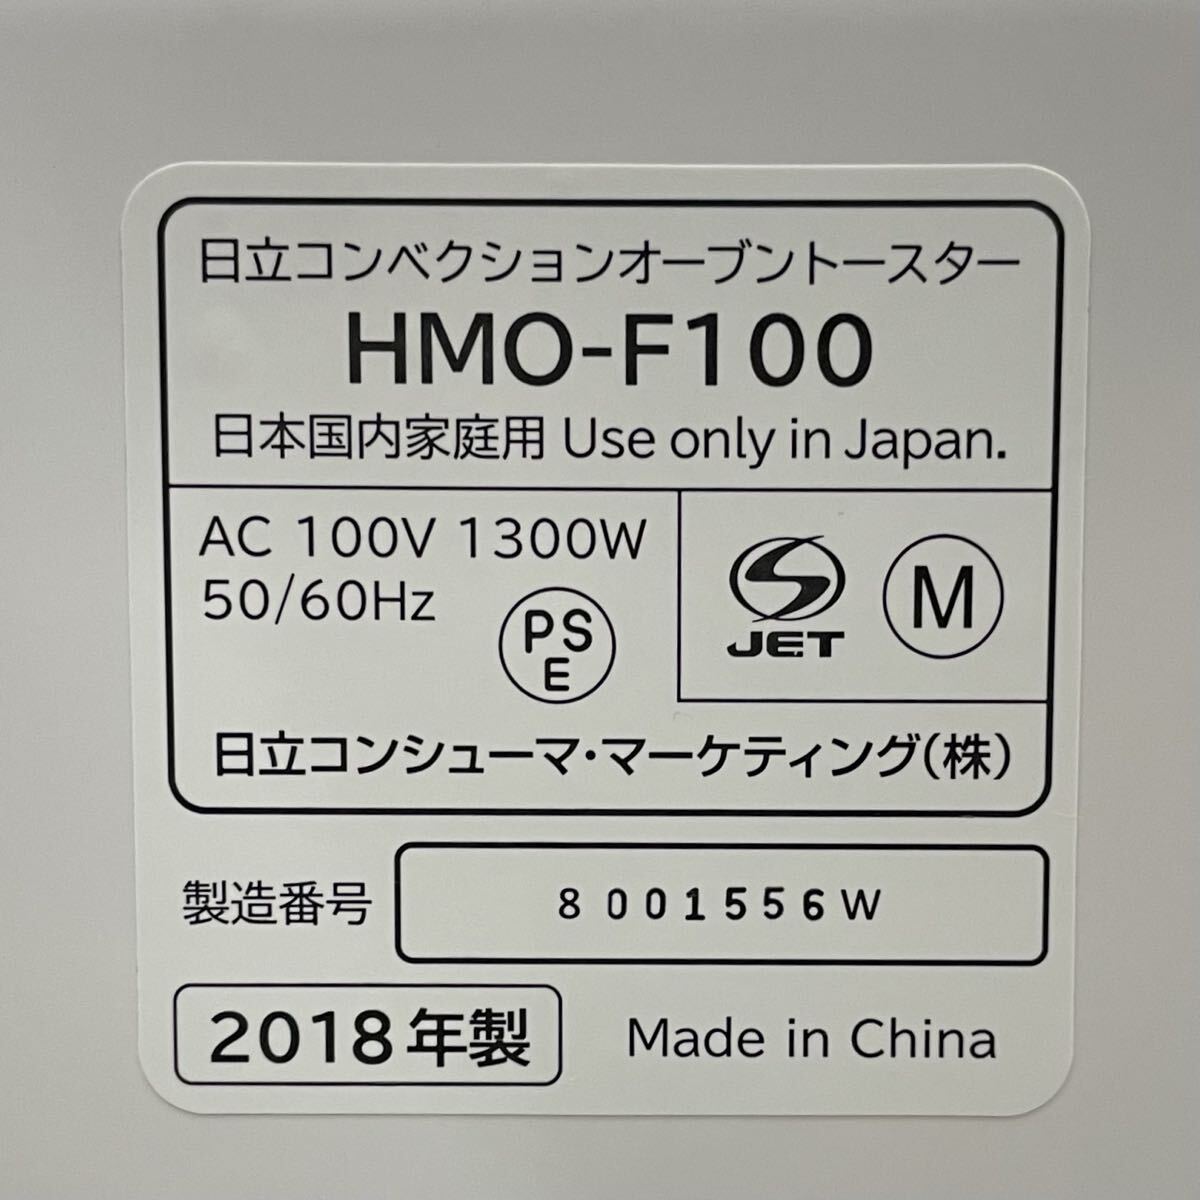 日立コンベクションオーブントースター
HMO-F100
日本国内家庭用 Use only in Japan.
AC 100V 1300W
50/60Hz
PS
E
JET
M
日立コンシューマ・マーケティング(株)
製造番号
8001556W
2018年製
Made in China